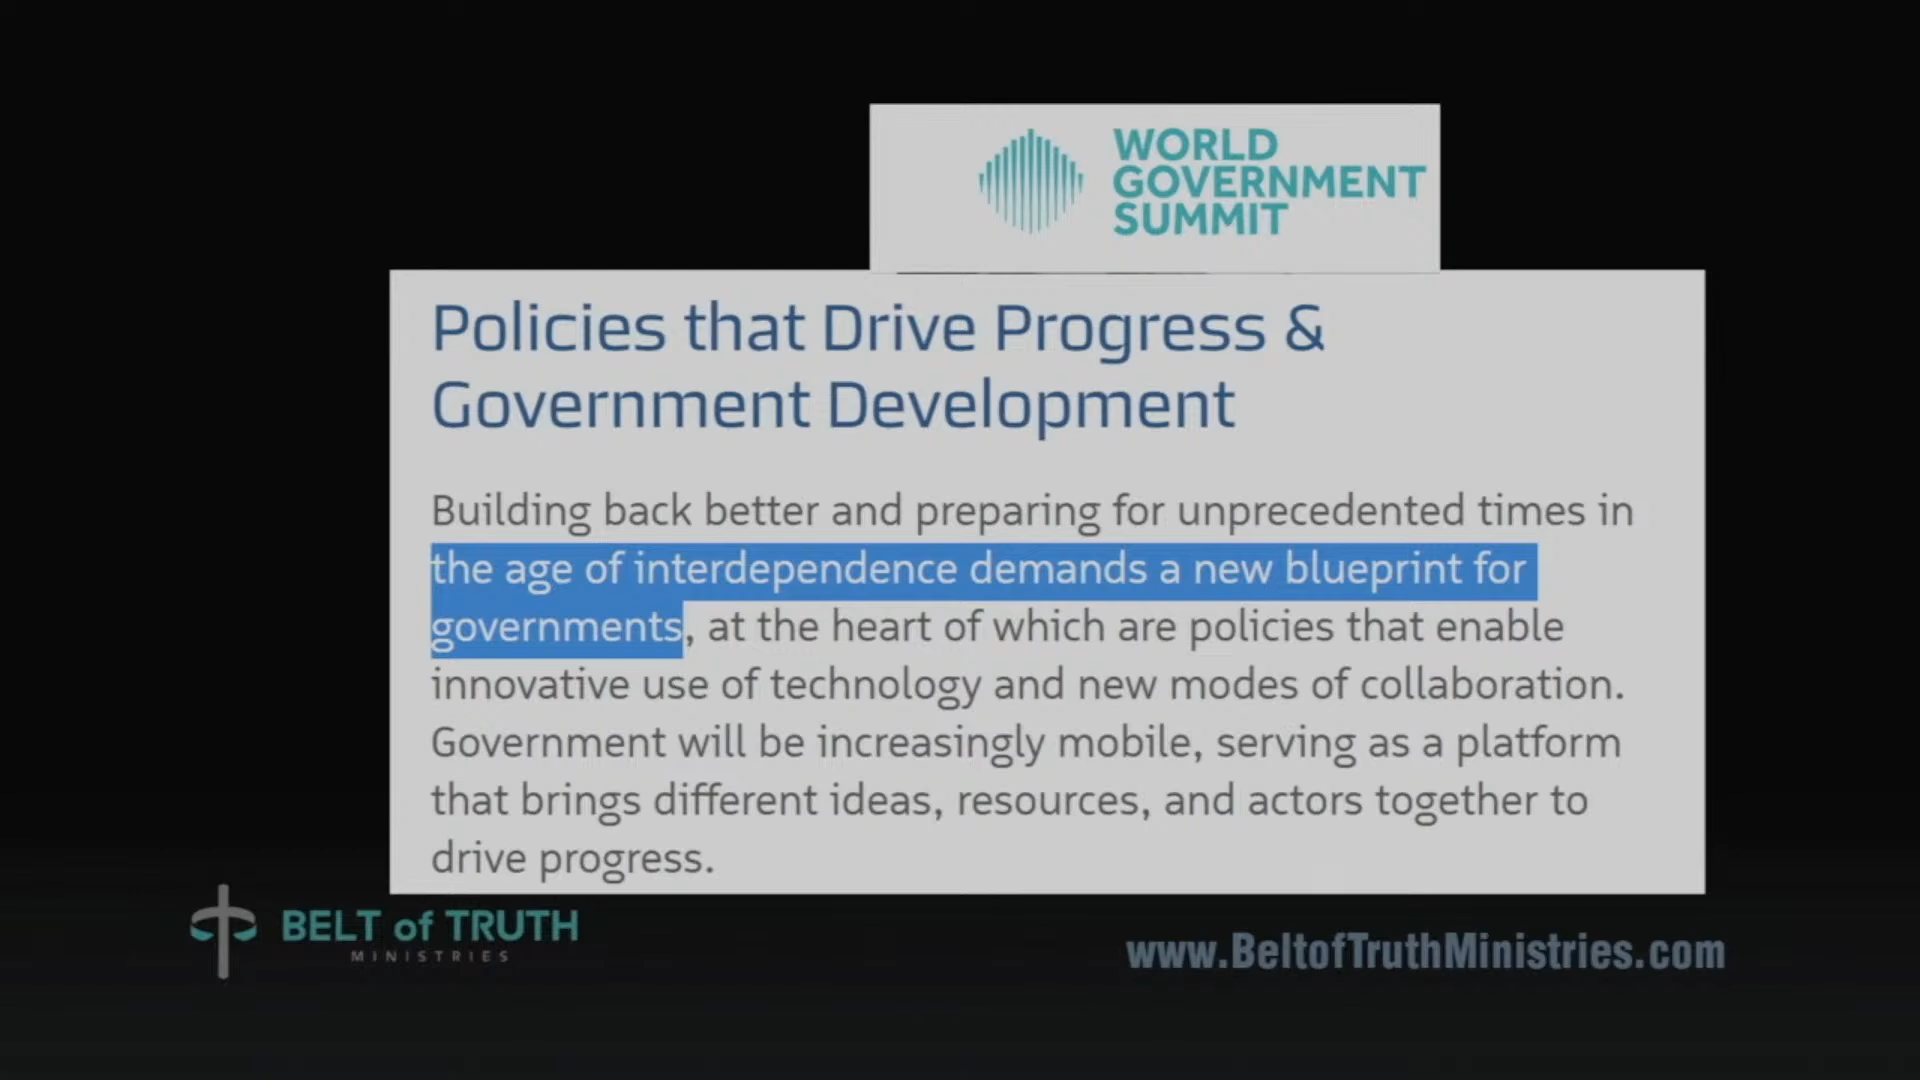 WORLD
GOVERNMENT
SUMMIT
Policies that Drive Progress &
Government Development
Building back better and preparing for unprecedented times in
the age of interdependence demands a new blueprint for
governments, at the heart of which are policies that enable
innovative use of technology and new modes of collaboration.
Government will be increasingly mobile, serving as a platform
that brings different ideas, resources, and actors together to
drive progress.
BELT of TRUTH
MINISTRIES
www.BeltofTruthMinistries.com